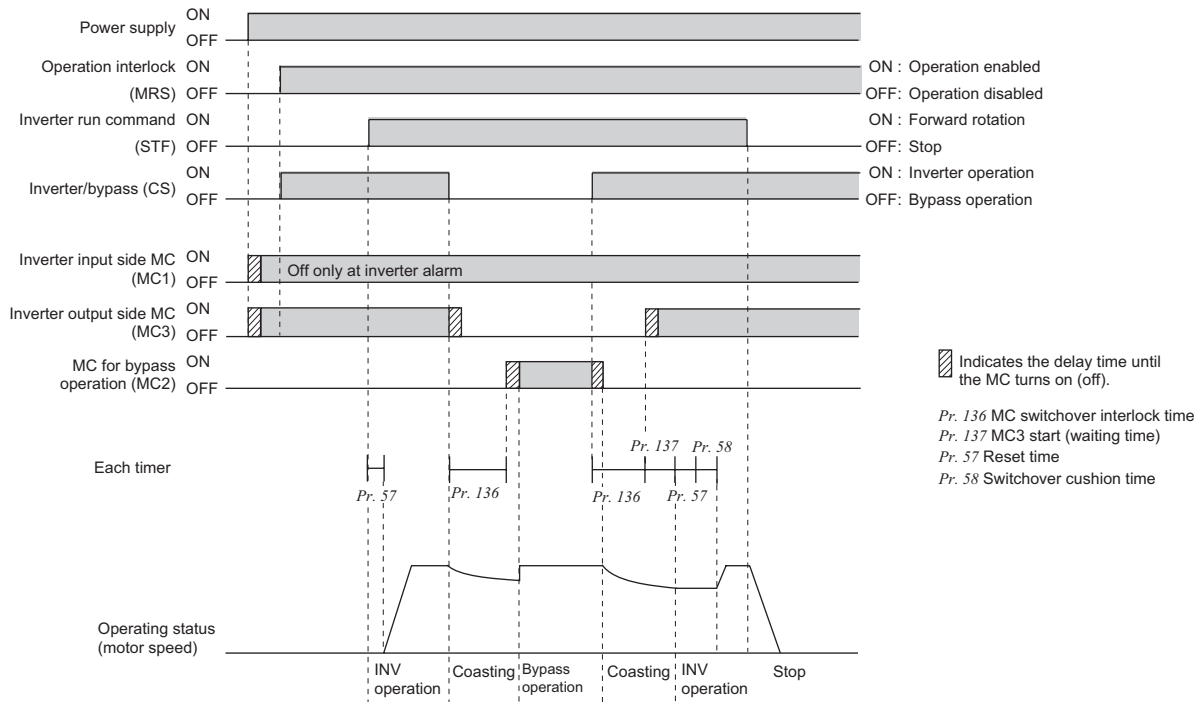 Power supply ON
OFF
Operation interlock ON
(MRS) OFF
ON : Operation enabled
OFF: Operation disabled
Inverter run command ON
(STF) OFF
ON : Forward rotation
OFF: Stop
Inverter/bypass (CS) ON
OFF
ON : Inverter operation
OFF: Bypass operation
Inverter input side MC ON
(MC1) OFF
Off only at inverter alarm
Inverter output side MC ON
(MC3) OFF
MC for bypass ON
operation (MC2) OFF
Indicates the delay time until
the MC turns on (off).
Pr. 136 MC switchover interlock time
Pr. 137 MC3 start (waiting time)
Pr. 57 Reset time
Pr. 58 Switchover cushion time
Each timer
Pr. 137 Pr. 58
Pr. 57 Pr. 136 Pr. 136 Pr. 57
Operating status
(motor speed)
INV
operation
Coasting
Bypass
operation
Coasting
INV
operation
Stop